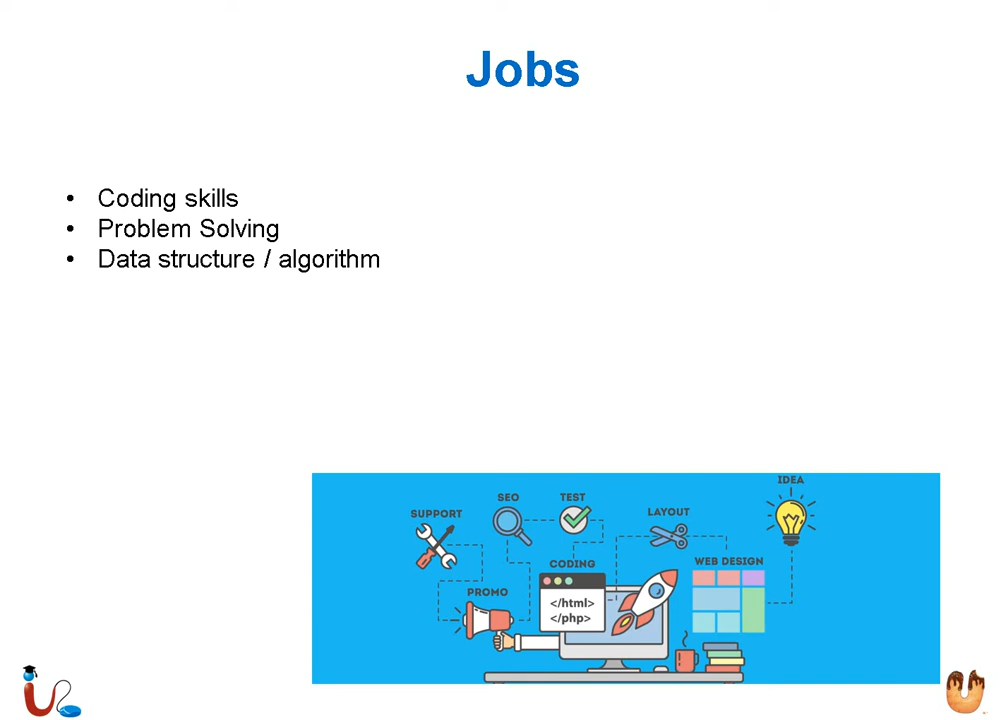 Jobs
• Coding skills
• Problem Solving
• Data structure / algorithm
IDEA
SEO
TEST
SUPPORT
LAYOUT
CODING
WEB DESIGN
PROMO
</html>
</php>